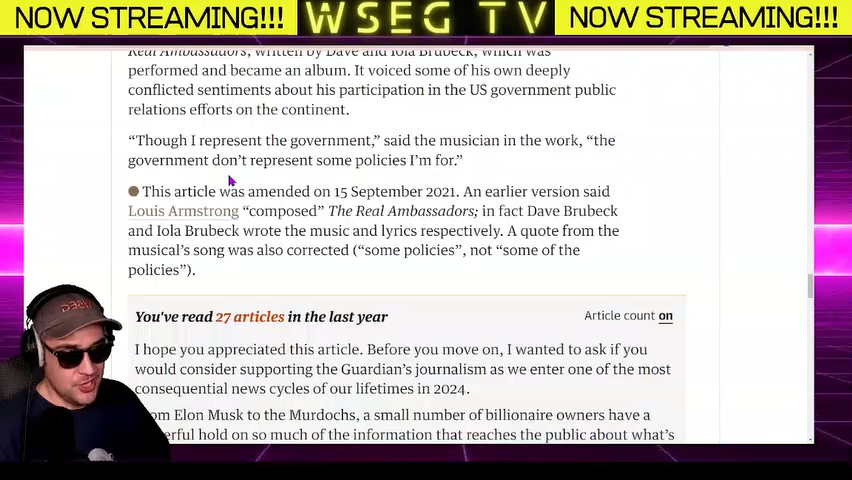 NOW STREAMING!!!
WSEG TV
NOW STREAMING!!!
Real Ambassadors, written by Dave and Iola Brubeck, which was
performed and became an album. It voiced some of his own deeply
conflicted sentiments about his participation in the US government public
relations efforts on the continent.
“Though I represent the government,” said the musician in the work, “the
government don’t represent some policies I’m for.”
This article was amended on 15 September 2021. An earlier version said
Louis Armstrong “composed” The Real Ambassadors; in fact Dave Brubeck
and Iola Brubeck wrote the music and lyrics respectively. A quote from the
musical’s song was also corrected (“some policies”, not “some of the
policies”).
You’ve read 27 articles in the last year
Article count on
I hope you appreciated this article. Before you move on, I wanted to ask if you
would consider supporting the Guardian’s journalism as we enter one of the most
consequential news cycles of our lifetimes in 2024.
Elon Musk to the Murdochs, a small number of billionaire owners have a
hold on so much of the information that reaches the public about what’s